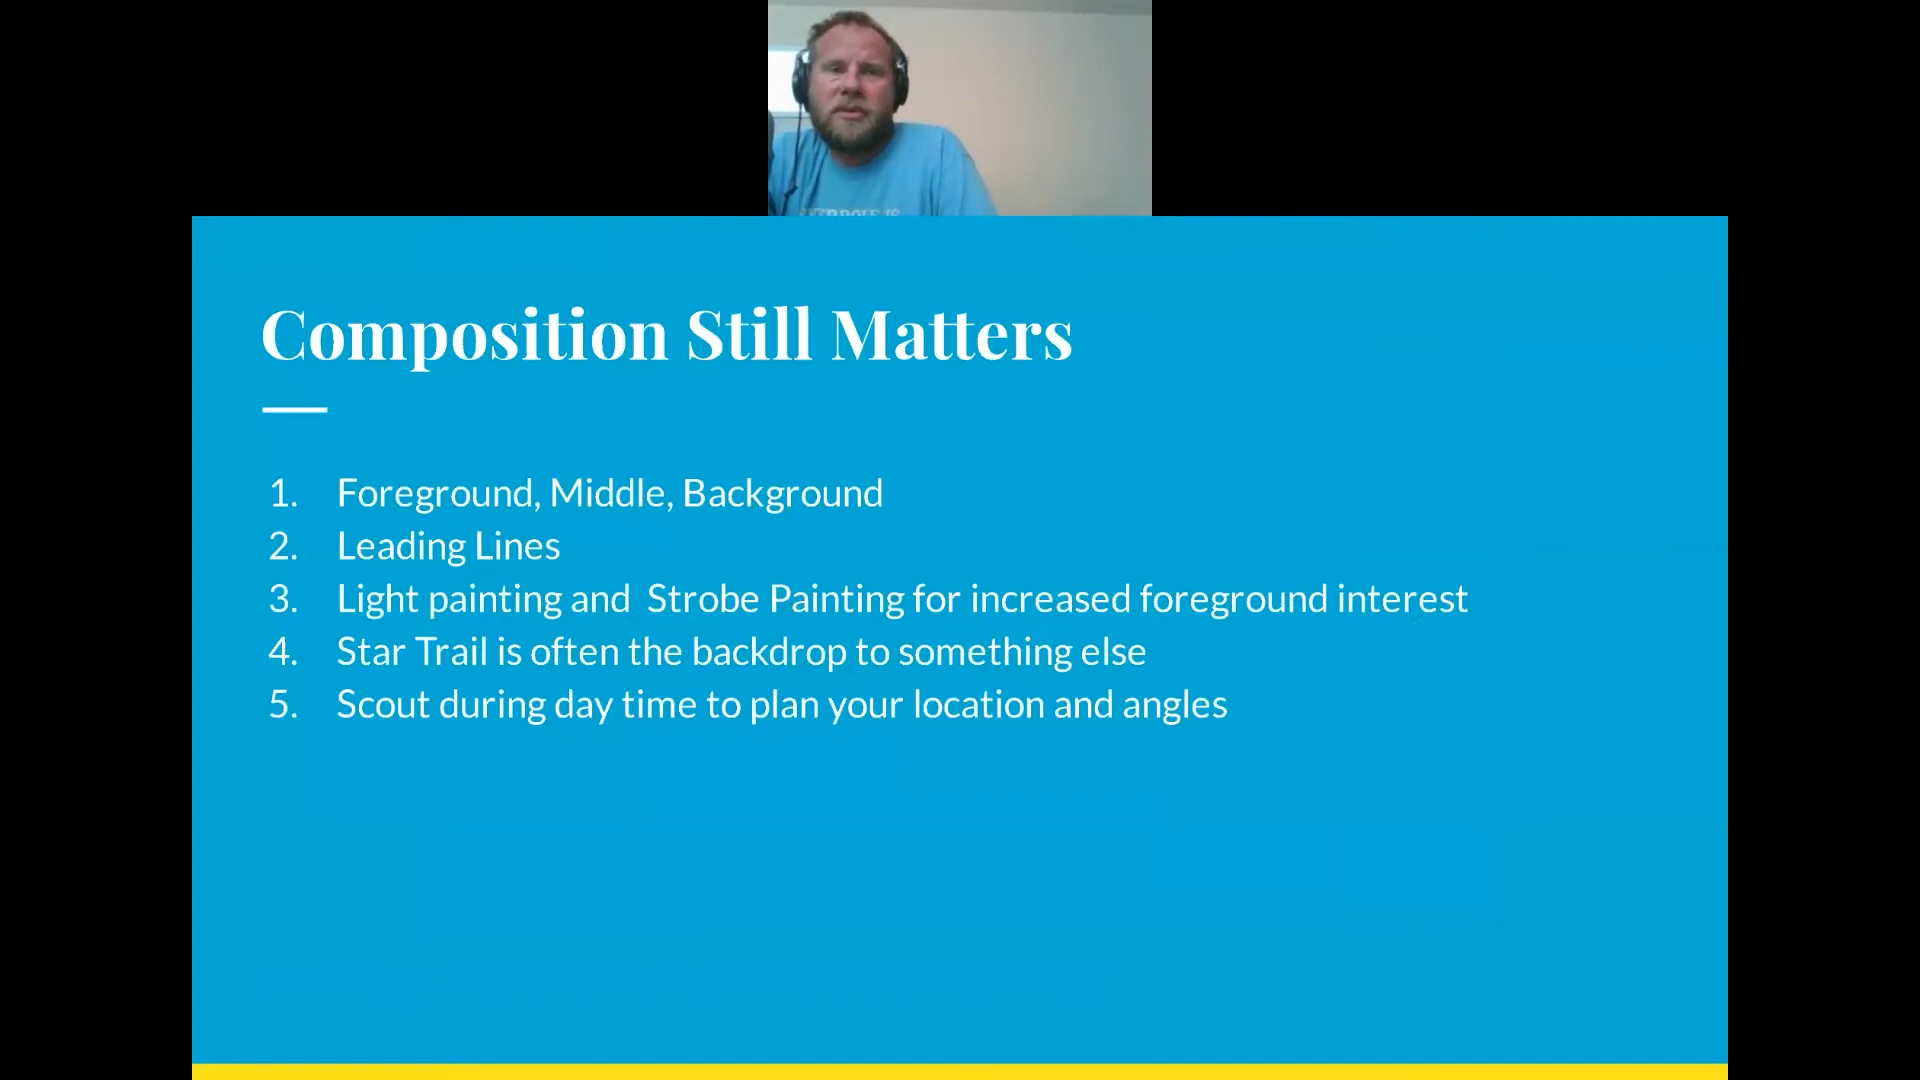 Composition Still Matters
1. Foreground, Middle, Background
2. Leading Lines
3. Light painting and  Strobe Painting for increased foreground interest
4. Star Trail is often the backdrop to something else
5. Scout during day time to plan your location and angles